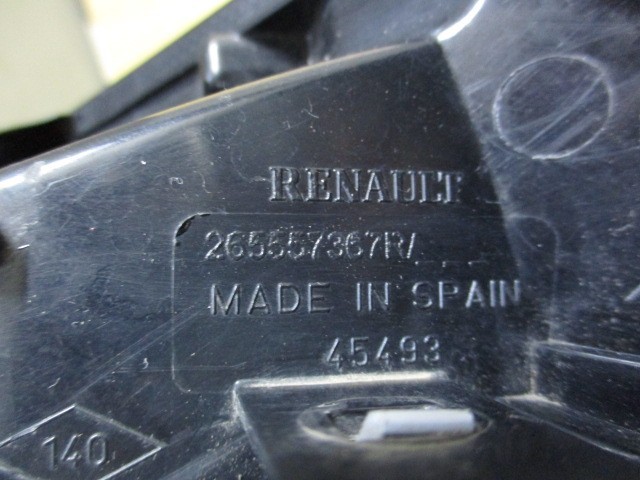 RENAULT
265557367R/
MADE IN SPAIN
45493
140